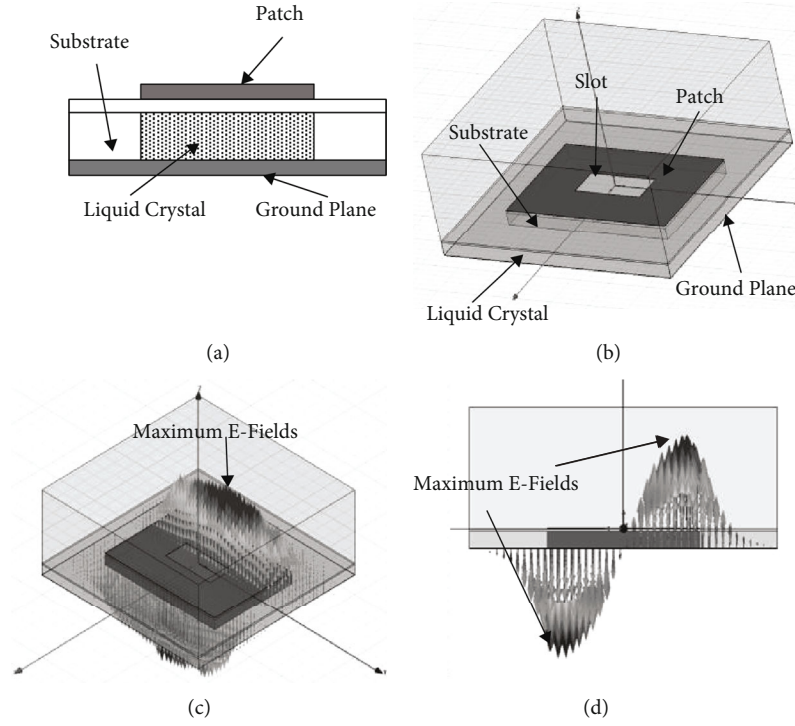 Patch
Substrate
Liquid Crystal
Ground Plane
(a)
Slot
Patch
Substrate
Ground Plane
Liquid Crystal
(b)
Maximum E-Fields
(c)
Maximum E-Fields
(d)